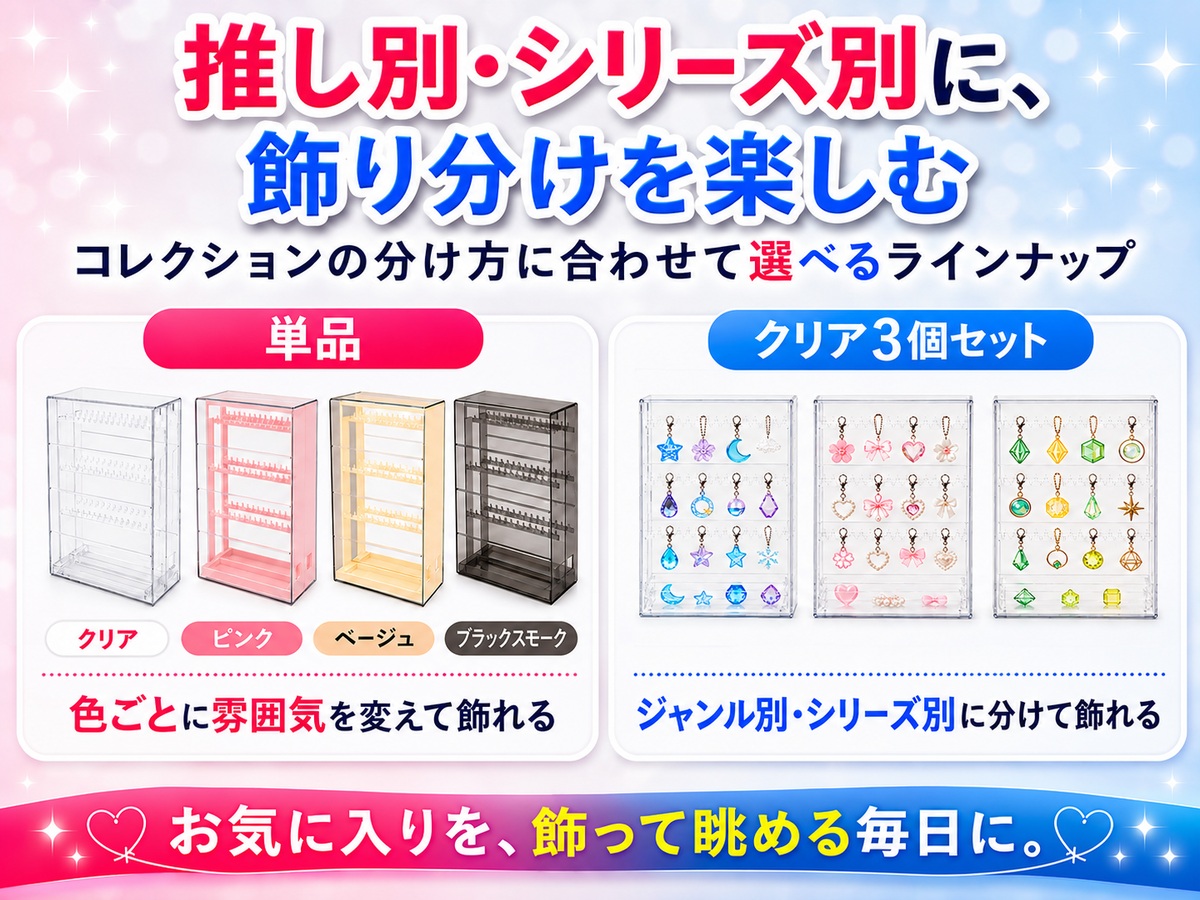 推し別・シリーズ別に、
飾り分けを楽しむ
コレクションの分け方に合わせて選べるラインナップ
単品
クリア
ピンク
ベージュ
ブラックスモーク
色ごとに雰囲気を変えて飾れる
クリア3個セット
ジャンル別・シリーズ別に分けて飾れる
お気に入りを、飾って眺める毎日に。